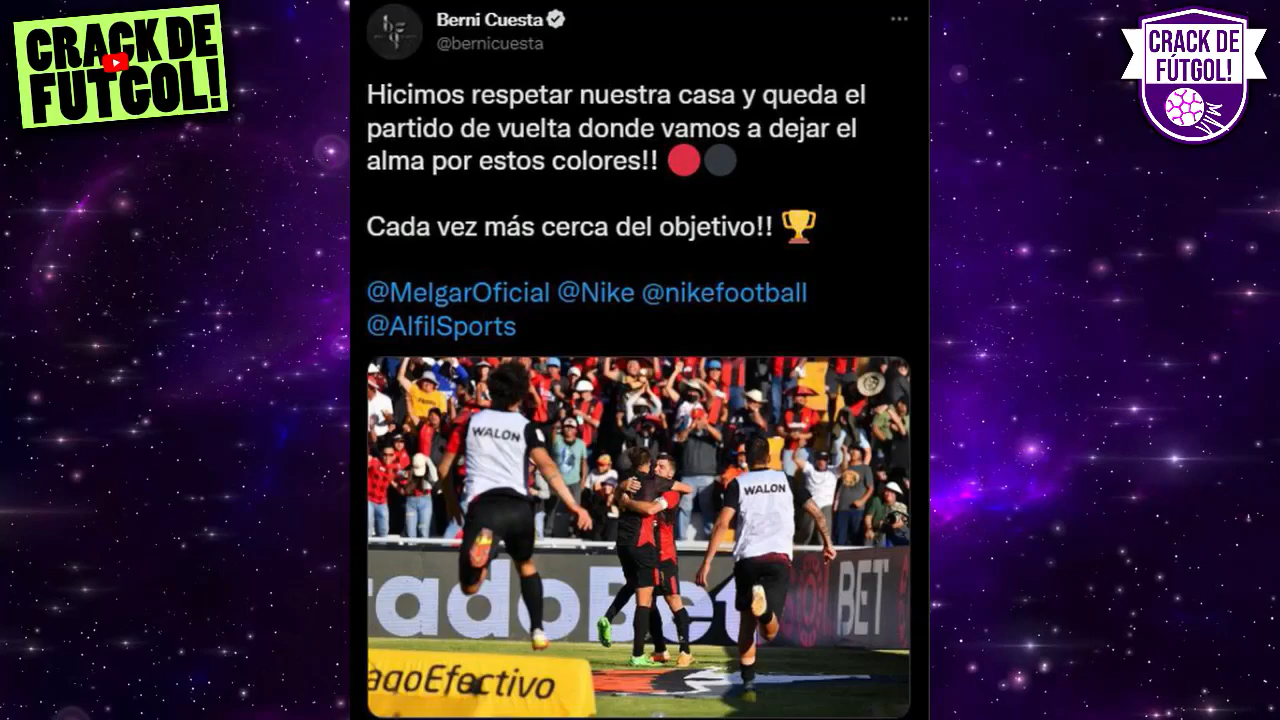 CRACK DE
FUTGOL!
Berni Cuesta
@bernicuesta
CRACK DE
FÚTGOL!
Hicimos respetar nuestra casa y queda el
partido de vuelta donde vamos a dejar el
alma por estos colores!!
Cada vez más cerca del objetivo!!
@MelgarOficial @Nike @nikefootball
@AlfilSports
WALON
WALON
adoBet
BET
agoEfectivo